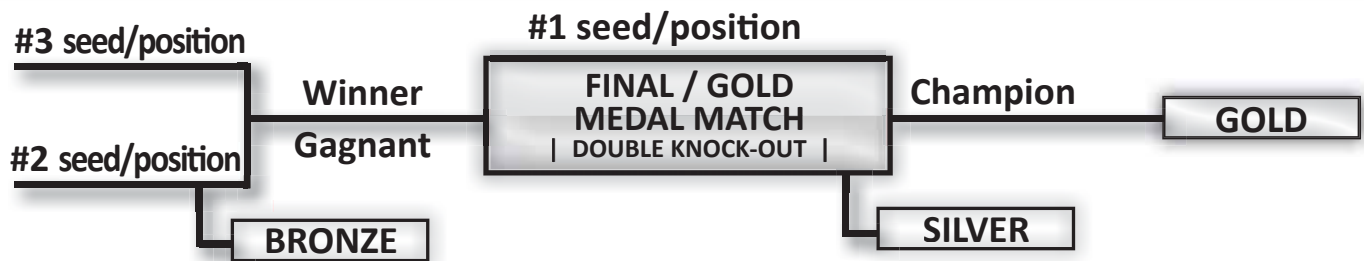 #3 seed/position
#2 seed/position
BRONZE
Winner
Gagnant
#1 seed/position
FINAL / GOLD
MEDAL MATCH
| DOUBLE KNOCK-OUT |
Champion
SILVER
GOLD